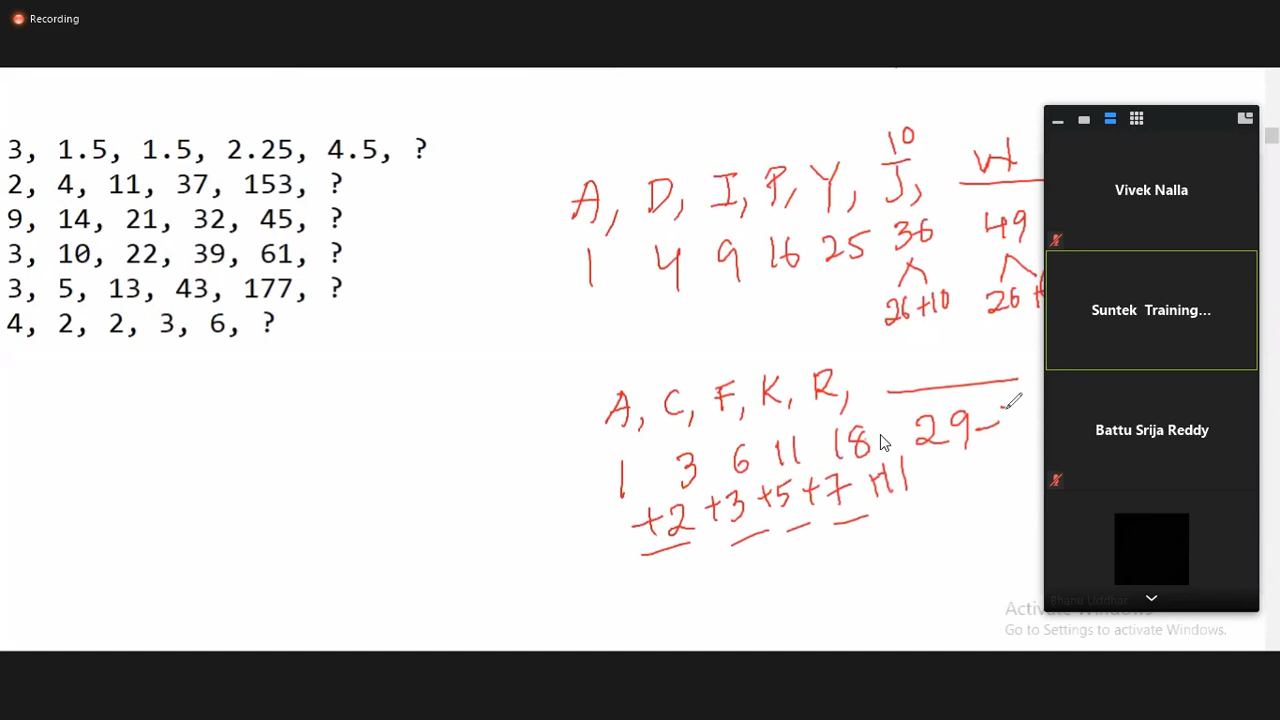 Recording
3, 1.5, 1.5, 2.25, 4.5, ?
2, 4, 11, 37, 153, ?
9, 14, 21, 32, 45, ?
3, 10, 22, 39, 61, ?
3, 5, 13, 43, 177, ?
4, 2, 2, 3, 6, ?
10
A, D, I, P, Y, J, W
1 4 9 16 25 36 49
26+10 26 +
A, C, F, K, R,
1 3 6 11 18 29-
+2 +3 +5 +7 +11
Vivek Nalla
Suntek Training...
Battu Srija Reddy
Bhanu Uddhar
Activate Windows
Go to Settings to activate Windows.